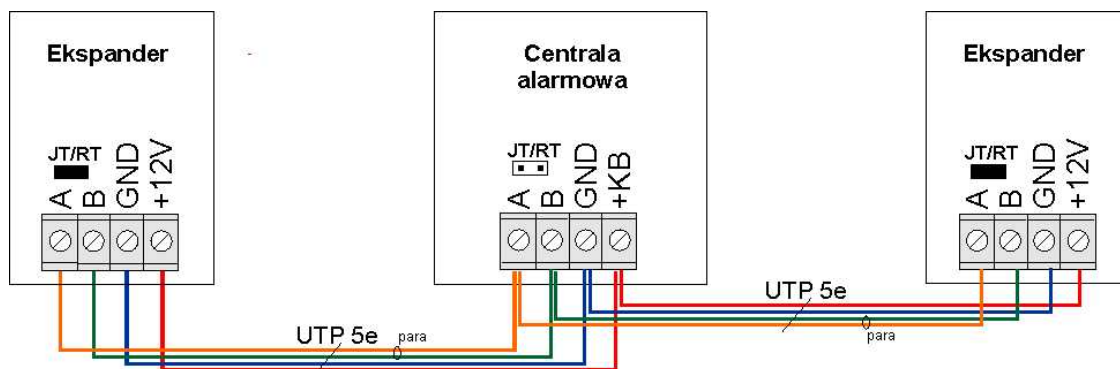 Ekspander
JT/RT
A B GND +12V
Centrala
alarmowa
JT/RT
A B GND +KB
Ekspander
JT/RT
A B GND +12V
UTP 5e para
UTP 5e para